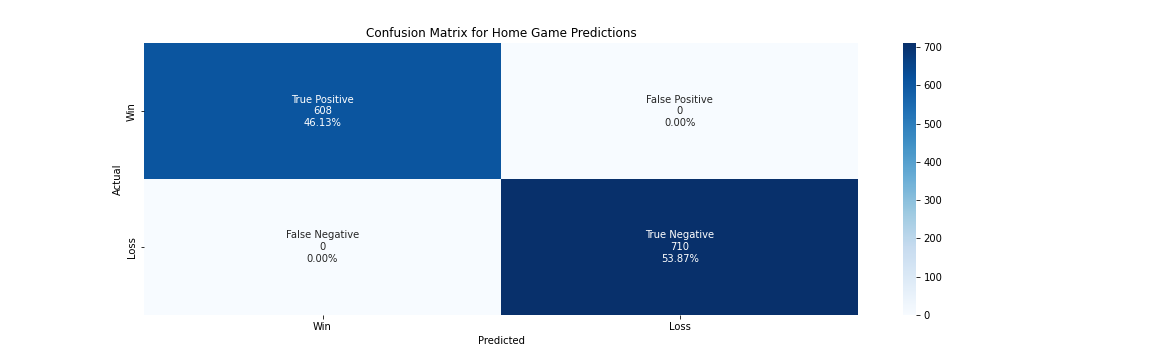 Confusion Matrix for Home Game Predictions
Actual
Win
Loss
True Positive
608
46.13%
False Positive
0
0.00%
False Negative
0
0.00%
True Negative
710
53.87%
Win
Loss
Predicted
700
600
500
400
300
200
100
0